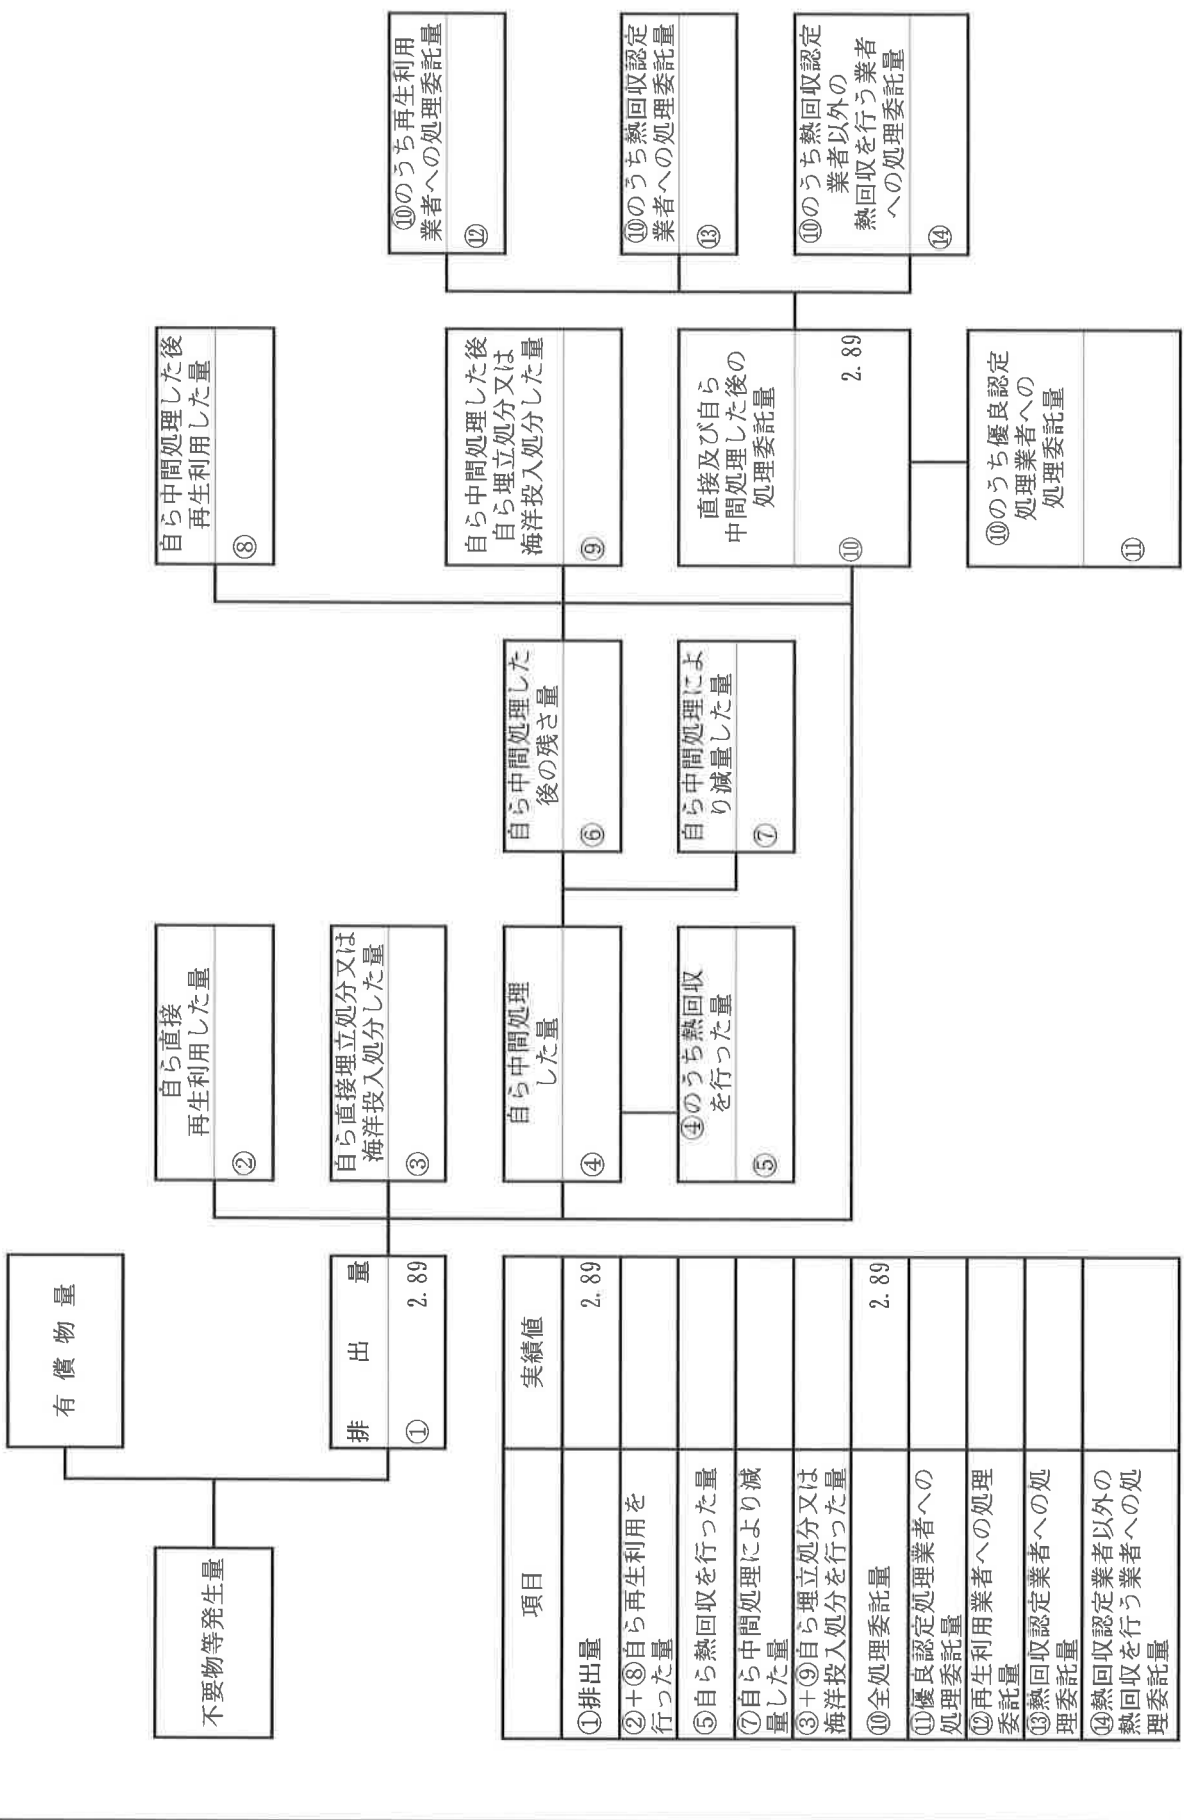 有償物量
不要物等発生量
排出量
① 2.89
自ら直接
再生利用した量
②
自ら直接埋立処分又は
海洋投入処分した量
③
自ら中間処理
した量
④
④のうち熱回収
を行った量
⑤
自ら中間処理した
後の残さ量
⑥
自ら中間処理によ
り減量した量
⑦
自ら中間処理した後
再生利用した量
⑧
自ら中間処理した後
自ら埋立処分又は
海洋投入処分した量
⑨
直接及び自ら
中間処理した後の
処理委託量
⑩ 2.89
⑩のうち優良認定
処理業者への
処理委託量
⑪
⑩のうち再生利用
業者への処理委託量
⑫
⑩のうち熱回収認定
業者への処理委託量
⑬
⑩のうち熱回収認定
業者以外の
熱回収を行う業者
への処理委託量
⑭
項目 実績値
①排出量 2.89
②+⑧自ら再生利用を
行った量
⑤自ら熱回収を行った量
⑦自ら中間処理により減
量した量
③+⑨自ら埋立処分又は
海洋投入処分を行った量
⑩全処理委託量 2.89
⑪優良認定処理業者への
処理委託量
⑫再生利用業者への処理
委託量
⑬熱回収認定業者への処
理委託量
⑭熱回収認定業者以外の
熱回収を行う業者への処
理委託量